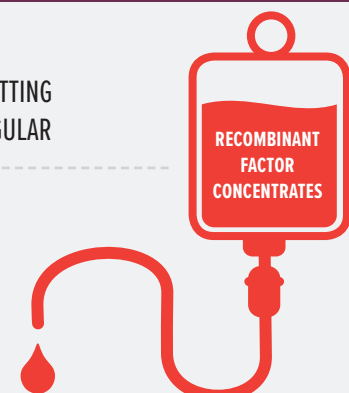 TTING
GULAR
RECOMBINANT
FACTOR
CONCENTRATES